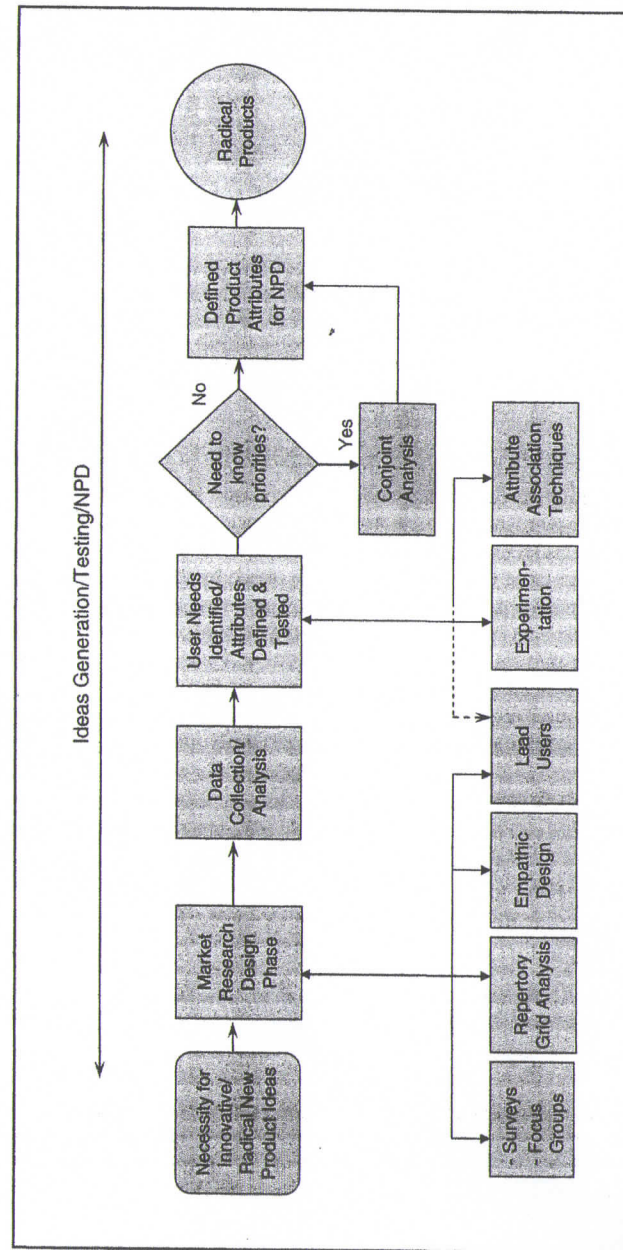 Ideas Generation/Testing/NPD
Necessity for
Innovative/
Radical New
Product Ideas
Market
Research
Design
Phase
Data
Collection/
Analysis
User Needs
Identified/
Attributes
Defined &
Tested
Need to
know
priorities?
No
Yes
Defined
Product
Attributes
for NPD
Radical
Products
Conjoint
Analysis
- Surveys
- Focus
Groups
Repertory
Grid Analysis
Empathic
Design
Lead
Users
Experimen-
tation
Attribute
Association
Techniques